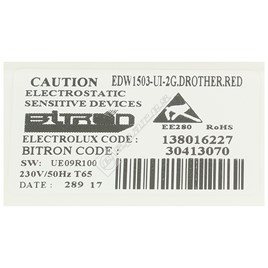 CAUTION EDW1503-UI-2G.DROTHER.RED
ELECTROSTATIC
SENSITIVE DEVICES
BITRON
EE280 RoHS
ELECTROLUX CODE: 138016227
BITRON CODE: 30413070
SW: UE09R100
230V/50Hz T65
DATE: 289 17